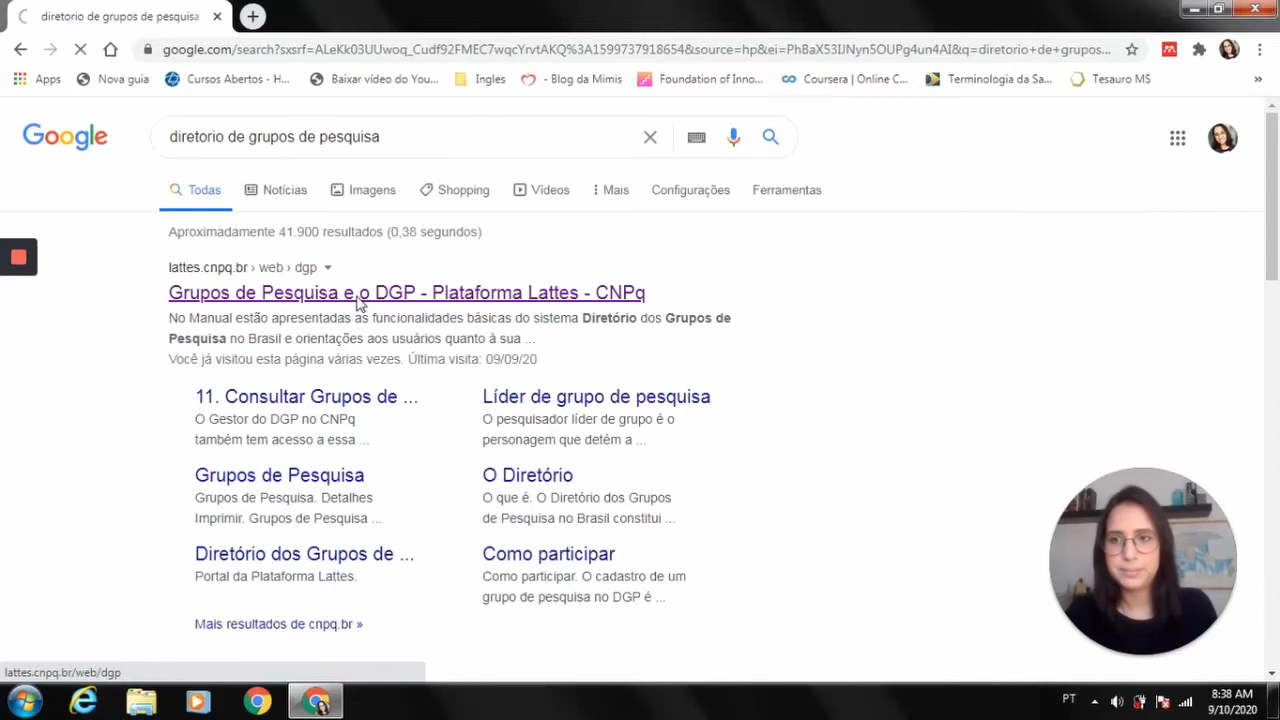 diretorio de grupos de pesquisa
google.com/search?sxsrf=ALeKk03UUwoq_Cudf92FMEC7wqcYrvtAKQ%3A1599737918654&source=hp&ei=PhBaX53IJNyn5OUPg4un4AI&q=diretorio+de+grupos...
Apps Nova guia Cursos Abertos - H... Baixar vídeo do You... Ingles - Blog da Mimis Foundation of Inno... Coursera | Online C... Terminologia da Sa... Tesauro MS »
Google diretorio de grupos de pesquisa
Todas Notícias Imagens Shopping Vídeos Mais Configurações Ferramentas
Aproximadamente 41.900 resultados (0,38 segundos)
lattes.cnpq.br › web › dgp
Grupos de Pesquisa e o DGP - Plataforma Lattes - CNPq
No Manual estão apresentadas as funcionalidades básicas do sistema Diretório dos Grupos de
Pesquisa no Brasil e orientações aos usuários quanto à sua ...
Você já visitou esta página várias vezes. Última visita: 09/09/20
11. Consultar Grupos de ...
O Gestor do DGP no CNPq
também tem acesso a essa ...
Líder de grupo de pesquisa
O pesquisador líder de grupo é o
personagem que detém a ...
Grupos de Pesquisa
Grupos de Pesquisa. Detalhes
Imprimir. Grupos de Pesquisa ...
O Diretório
O que é. O Diretório dos Grupos
de Pesquisa no Brasil constitui ...
Diretório dos Grupos de ...
Portal da Plataforma Lattes.
Como participar
Como participar. O cadastro de um
grupo de pesquisa no DGP é ...
Mais resultados de cnpq.br »
lattes.cnpq.br/web/dgp
PT
8:38 AM
9/10/2020